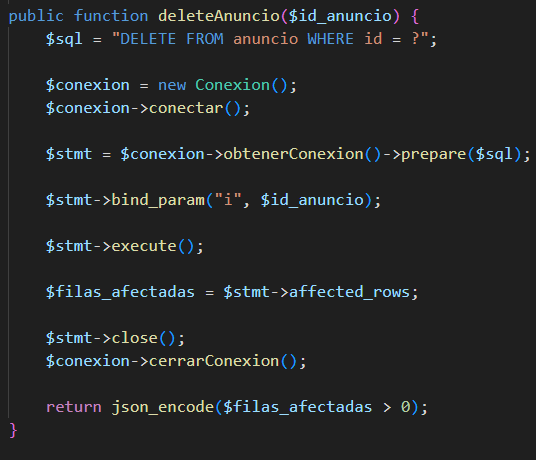 public function deleteAnuncio($id_anuncio) {
    $sql = "DELETE FROM anuncio WHERE id = ?";
    $conexion = new Conexion();
    $conexion->conectar();
    $stmt = $conexion->obtenerConexion()->prepare($sql);
    $stmt->bind_param("i", $id_anuncio);
    $stmt->execute();
    $filas_afectadas = $stmt->affected_rows;
    $stmt->close();
    $conexion->cerrarConexion();
    return json_encode($filas_afectadas > 0);
}